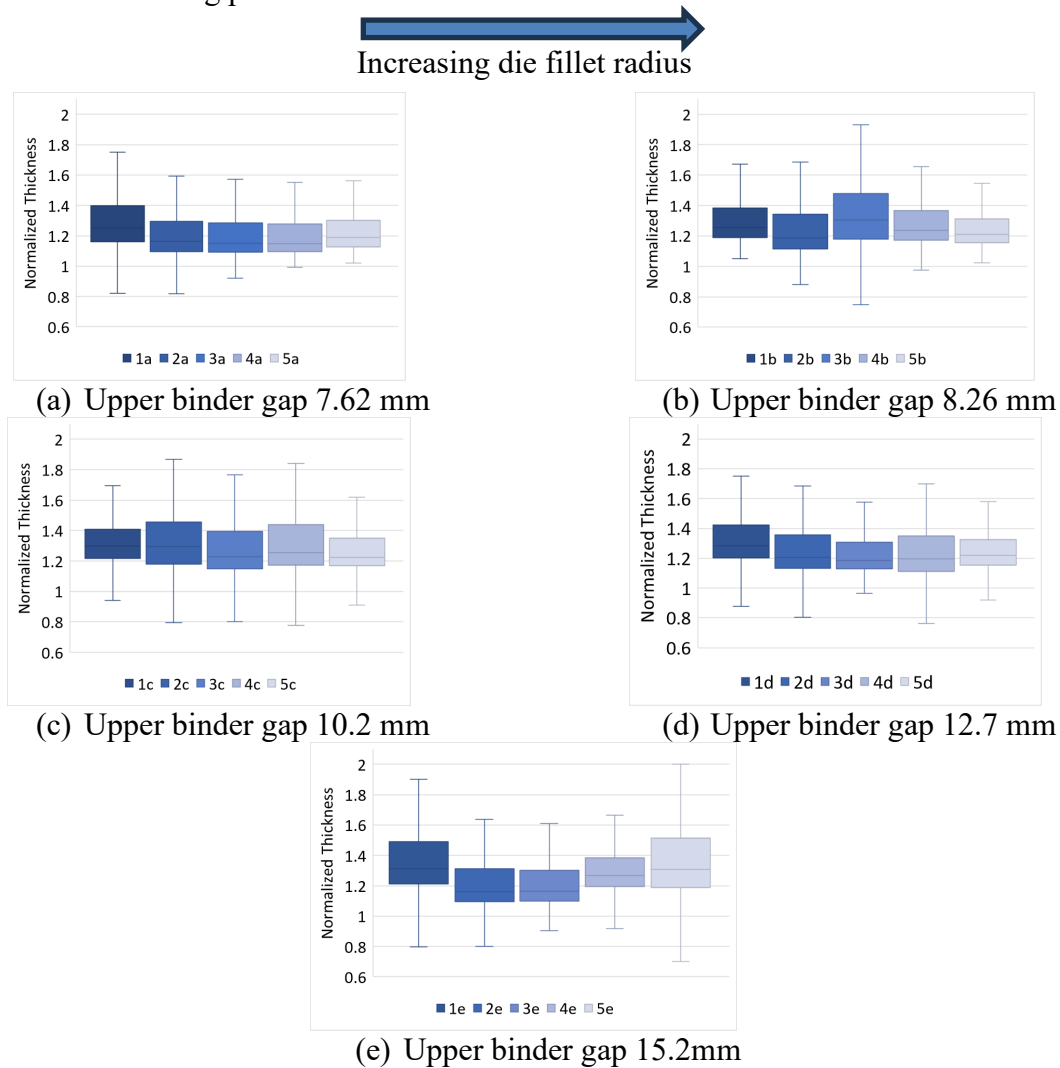 Increasing die fillet radius
2
1.8
1.6
1.4
1.2
1
0.8
0.6
Normalized Thickness
1a 2a 3a 4a 5a
(a) Upper binder gap 7.62 mm
2
1.8
1.6
1.4
1.2
1
0.8
0.6
Normalized Thickness
1b 2b 3b 4b 5b
(b) Upper binder gap 8.26 mm
2
1.8
1.6
1.4
1.2
1
0.8
0.6
Normalized Thickness
1c 2c 3c 4c 5c
(c) Upper binder gap 10.2 mm
2
1.8
1.6
1.4
1.2
1
0.8
0.6
Normalized Thickness
1d 2d 3d 4d 5d
(d) Upper binder gap 12.7 mm
2
1.8
1.6
1.4
1.2
1
0.8
0.6
Normalized Thickness
1e 2e 3e 4e 5e
(e) Upper binder gap 15.2mm